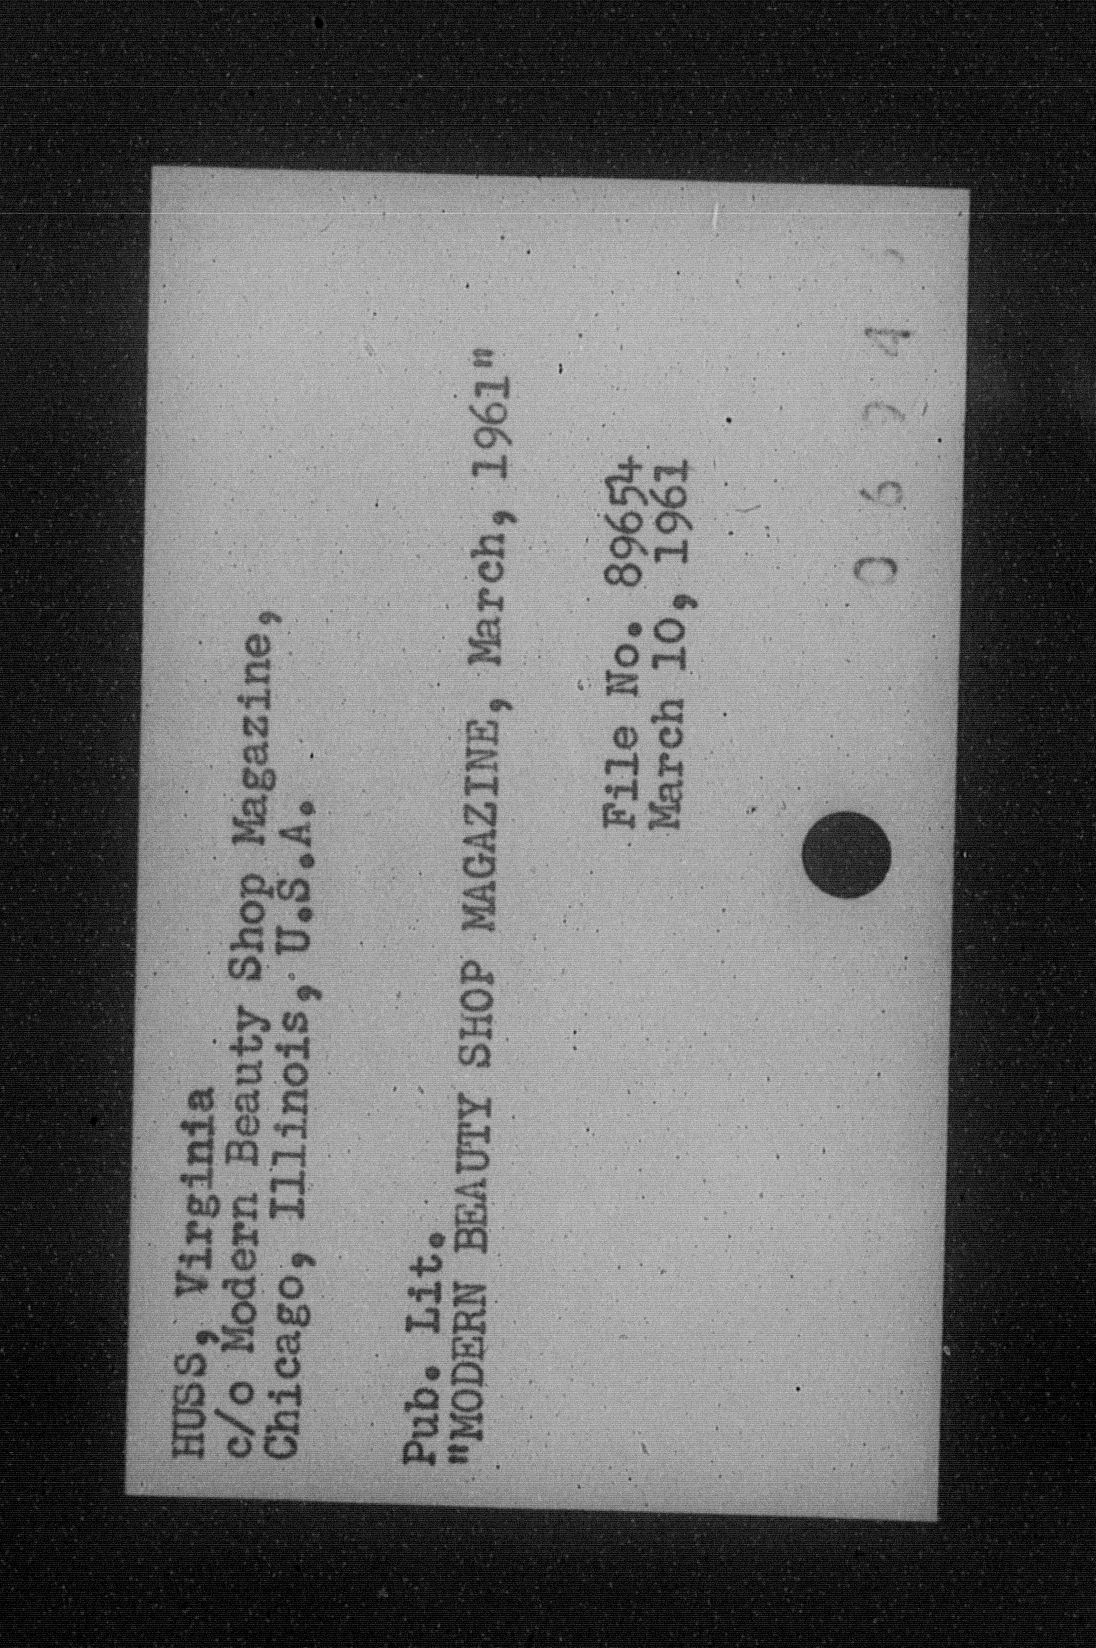 HUSS, Virginia
c/o Modern Beauty Shop Magazine,
Chicago, Illinois, U.S.A.
Pub. Lit.
"MODERN BEAUTY SHOP MAGAZINE, March, 1961"
File No. 89654
March 10, 1961